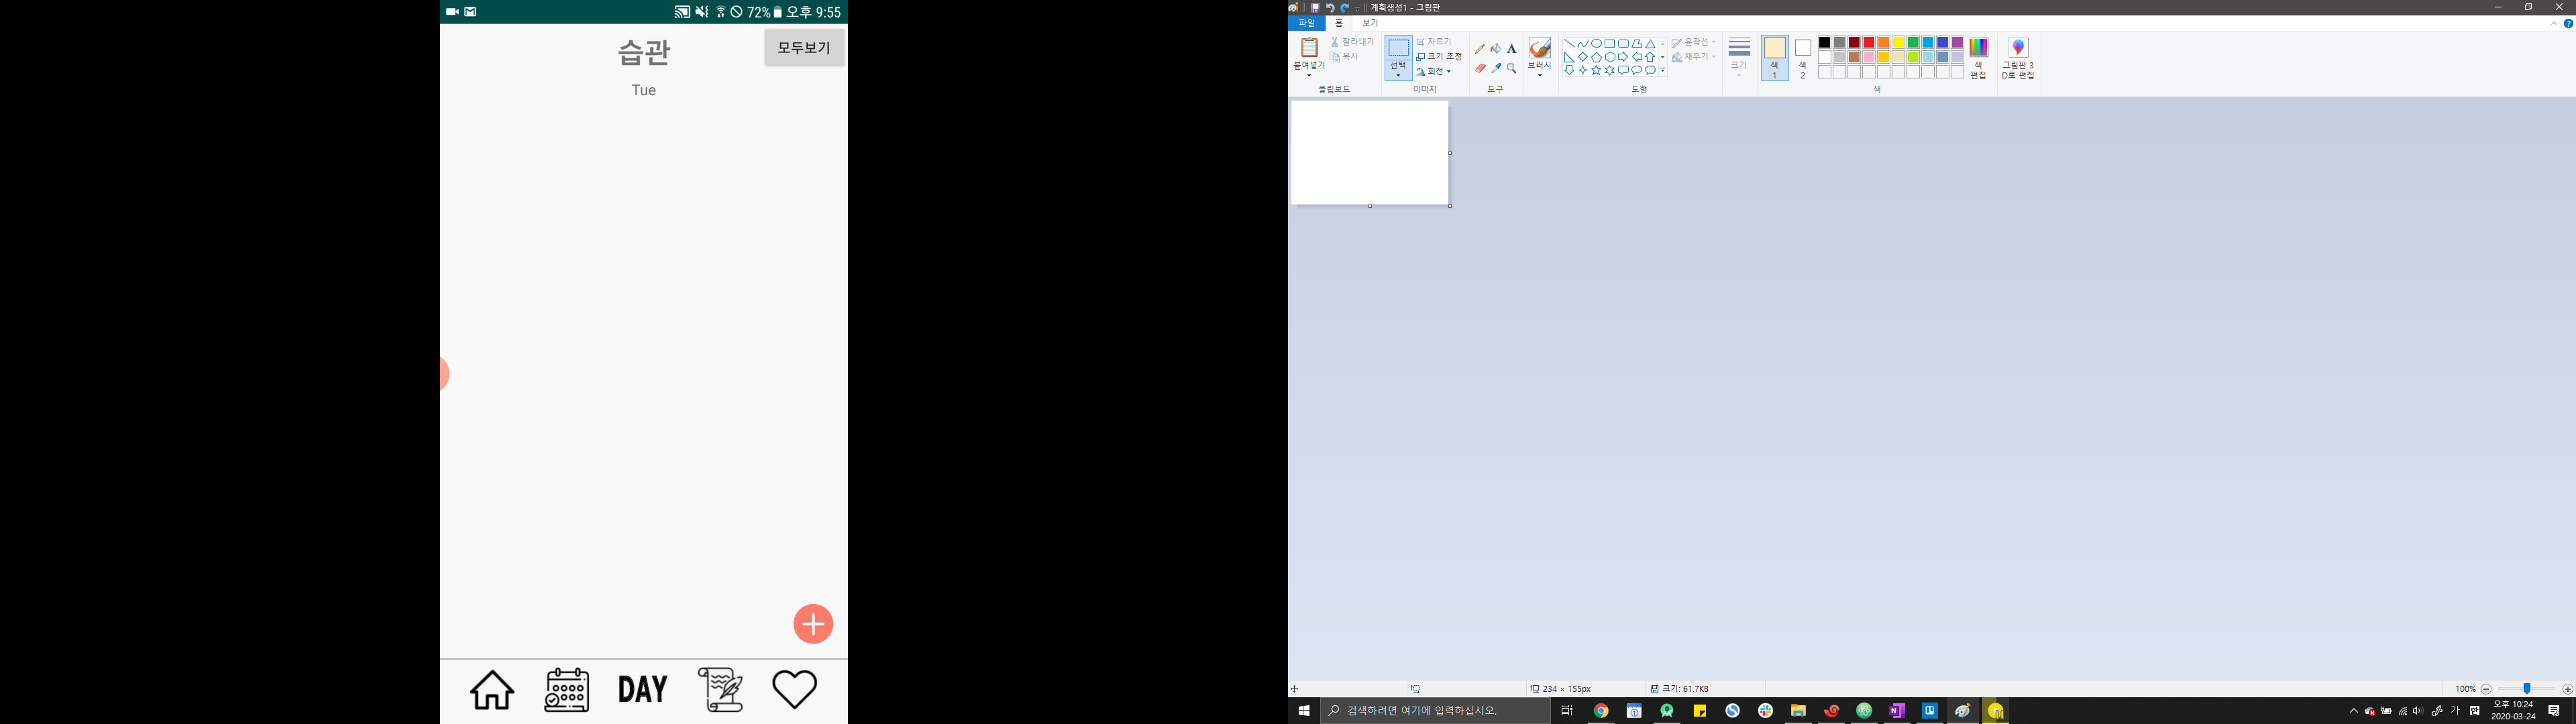 72% 오후 9:55
습관
모두보기
Tue
DAY
계획생성1 - 그림판
파일 홈 보기
붙여넣기
잘라내기
복사
클립보드
선택
자르기
크기 조정
회전
이미지
A
도구
브러시
윤곽선
채우기
도형
크기
색
1
색
2
색
편집
색
그림판 3
D로 편집
234 × 155px
크기: 61.7KB
100%
검색하려면 여기에 입력하십시오.
가
오후 10:24
2020-03-24